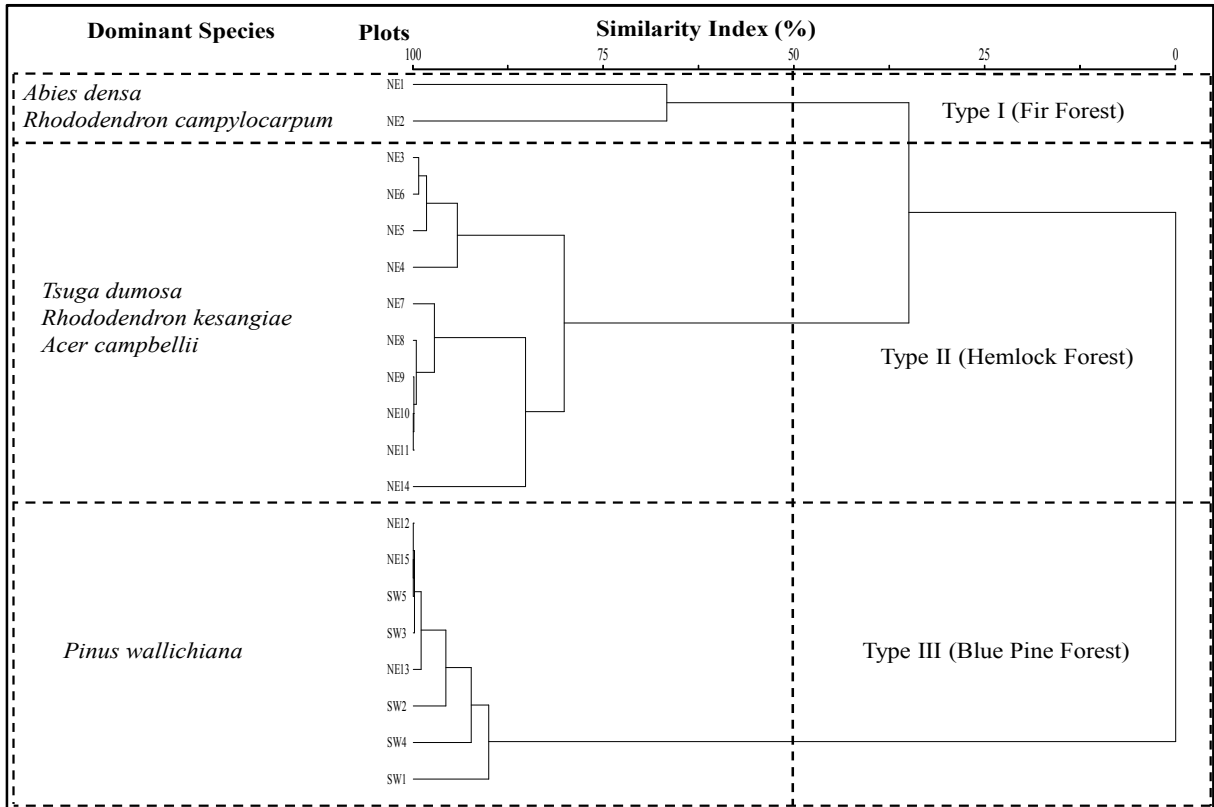 Dominant Species Plots Similarity Index (%)
100 75 50 25 0
Abies densa
Rhododendron campylocarpum
NE1
NE2
Type I (Fir Forest)
Tsuga dumosa
Rhododendron kesangiae
Acer campbellii
NE3
NE6
NE5
NE4
NE7
NE8
NE9
NE10
NE11
NE14
Type II (Hemlock Forest)
Pinus wallichiana
NE12
NE15
SW5
SW3
NE13
SW2
SW4
SW1
Type III (Blue Pine Forest)